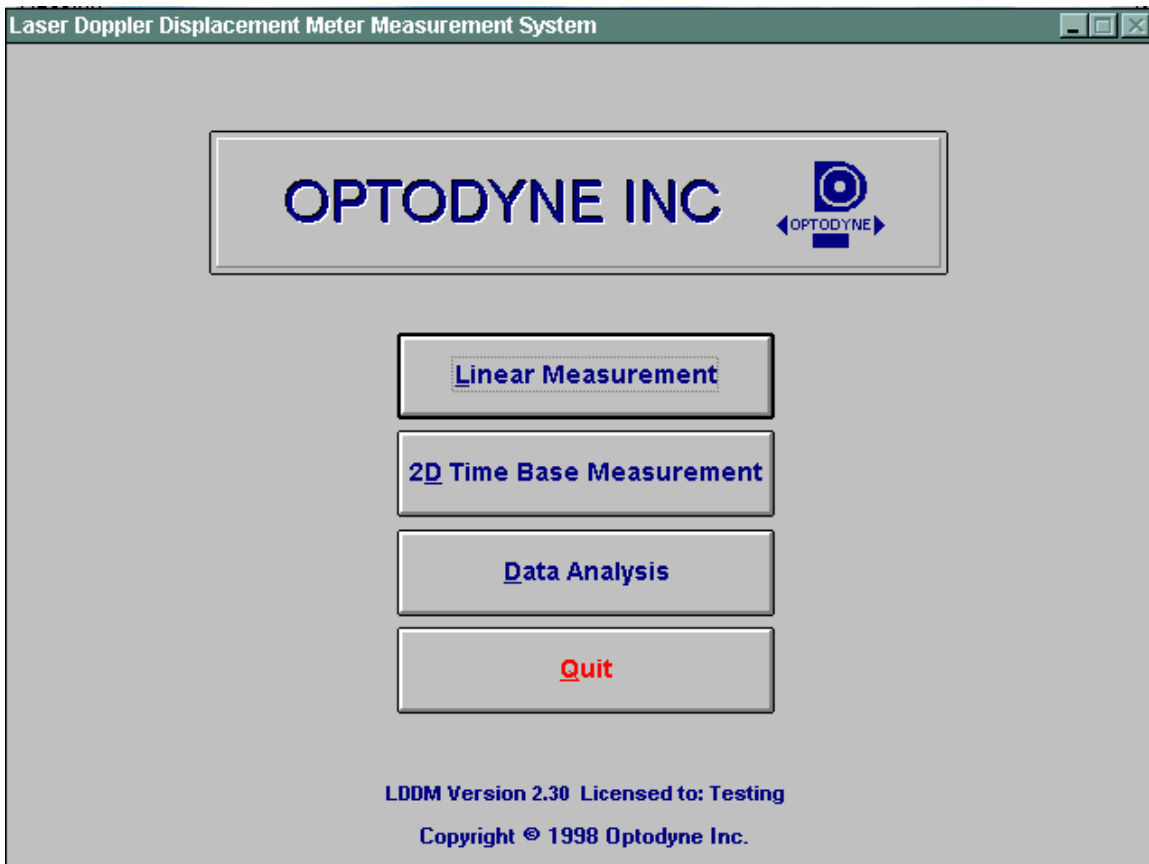 Laser Doppler Displacement Meter Measurement System
OPTODYNE INC
OPTODYNE
Linear Measurement
2D Time Base Measurement
Data Analysis
Quit
LDDM Version 2.30 Licensed to: Testing
Copyright © 1998 Optodyne Inc.